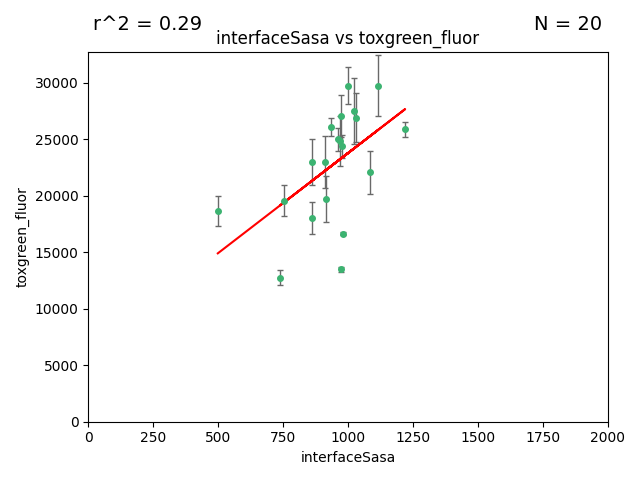 r^2 = 0.29
N = 20
interfaceSasa vs toxgreen_fluor
30000
25000
20000
15000
10000
5000
0
toxgreen_fluor
0 250 500 750 1000 1250 1500 1750 2000
interfaceSasa